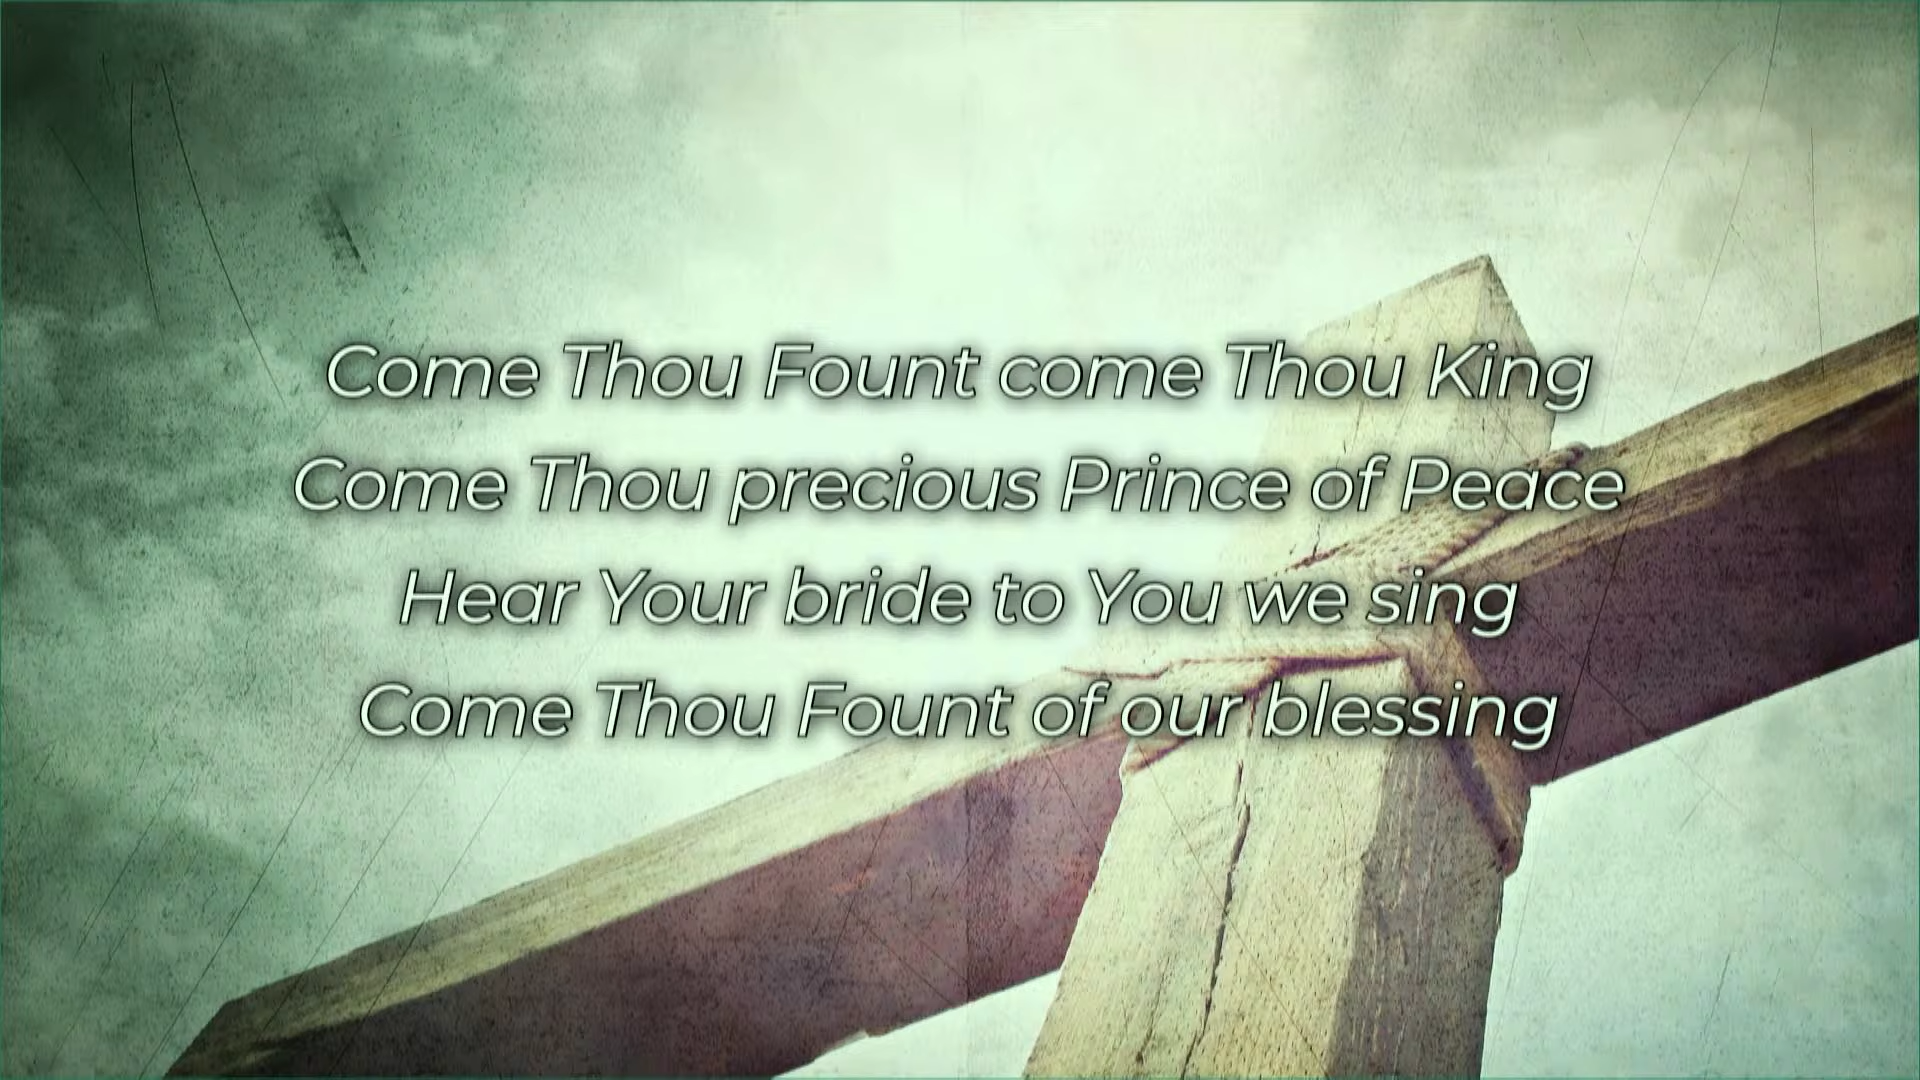 Come Thou Fount come Thou King
Come Thou precious Prince of Peace
Hear Your bride to You we sing
Come Thou Fount of our blessing